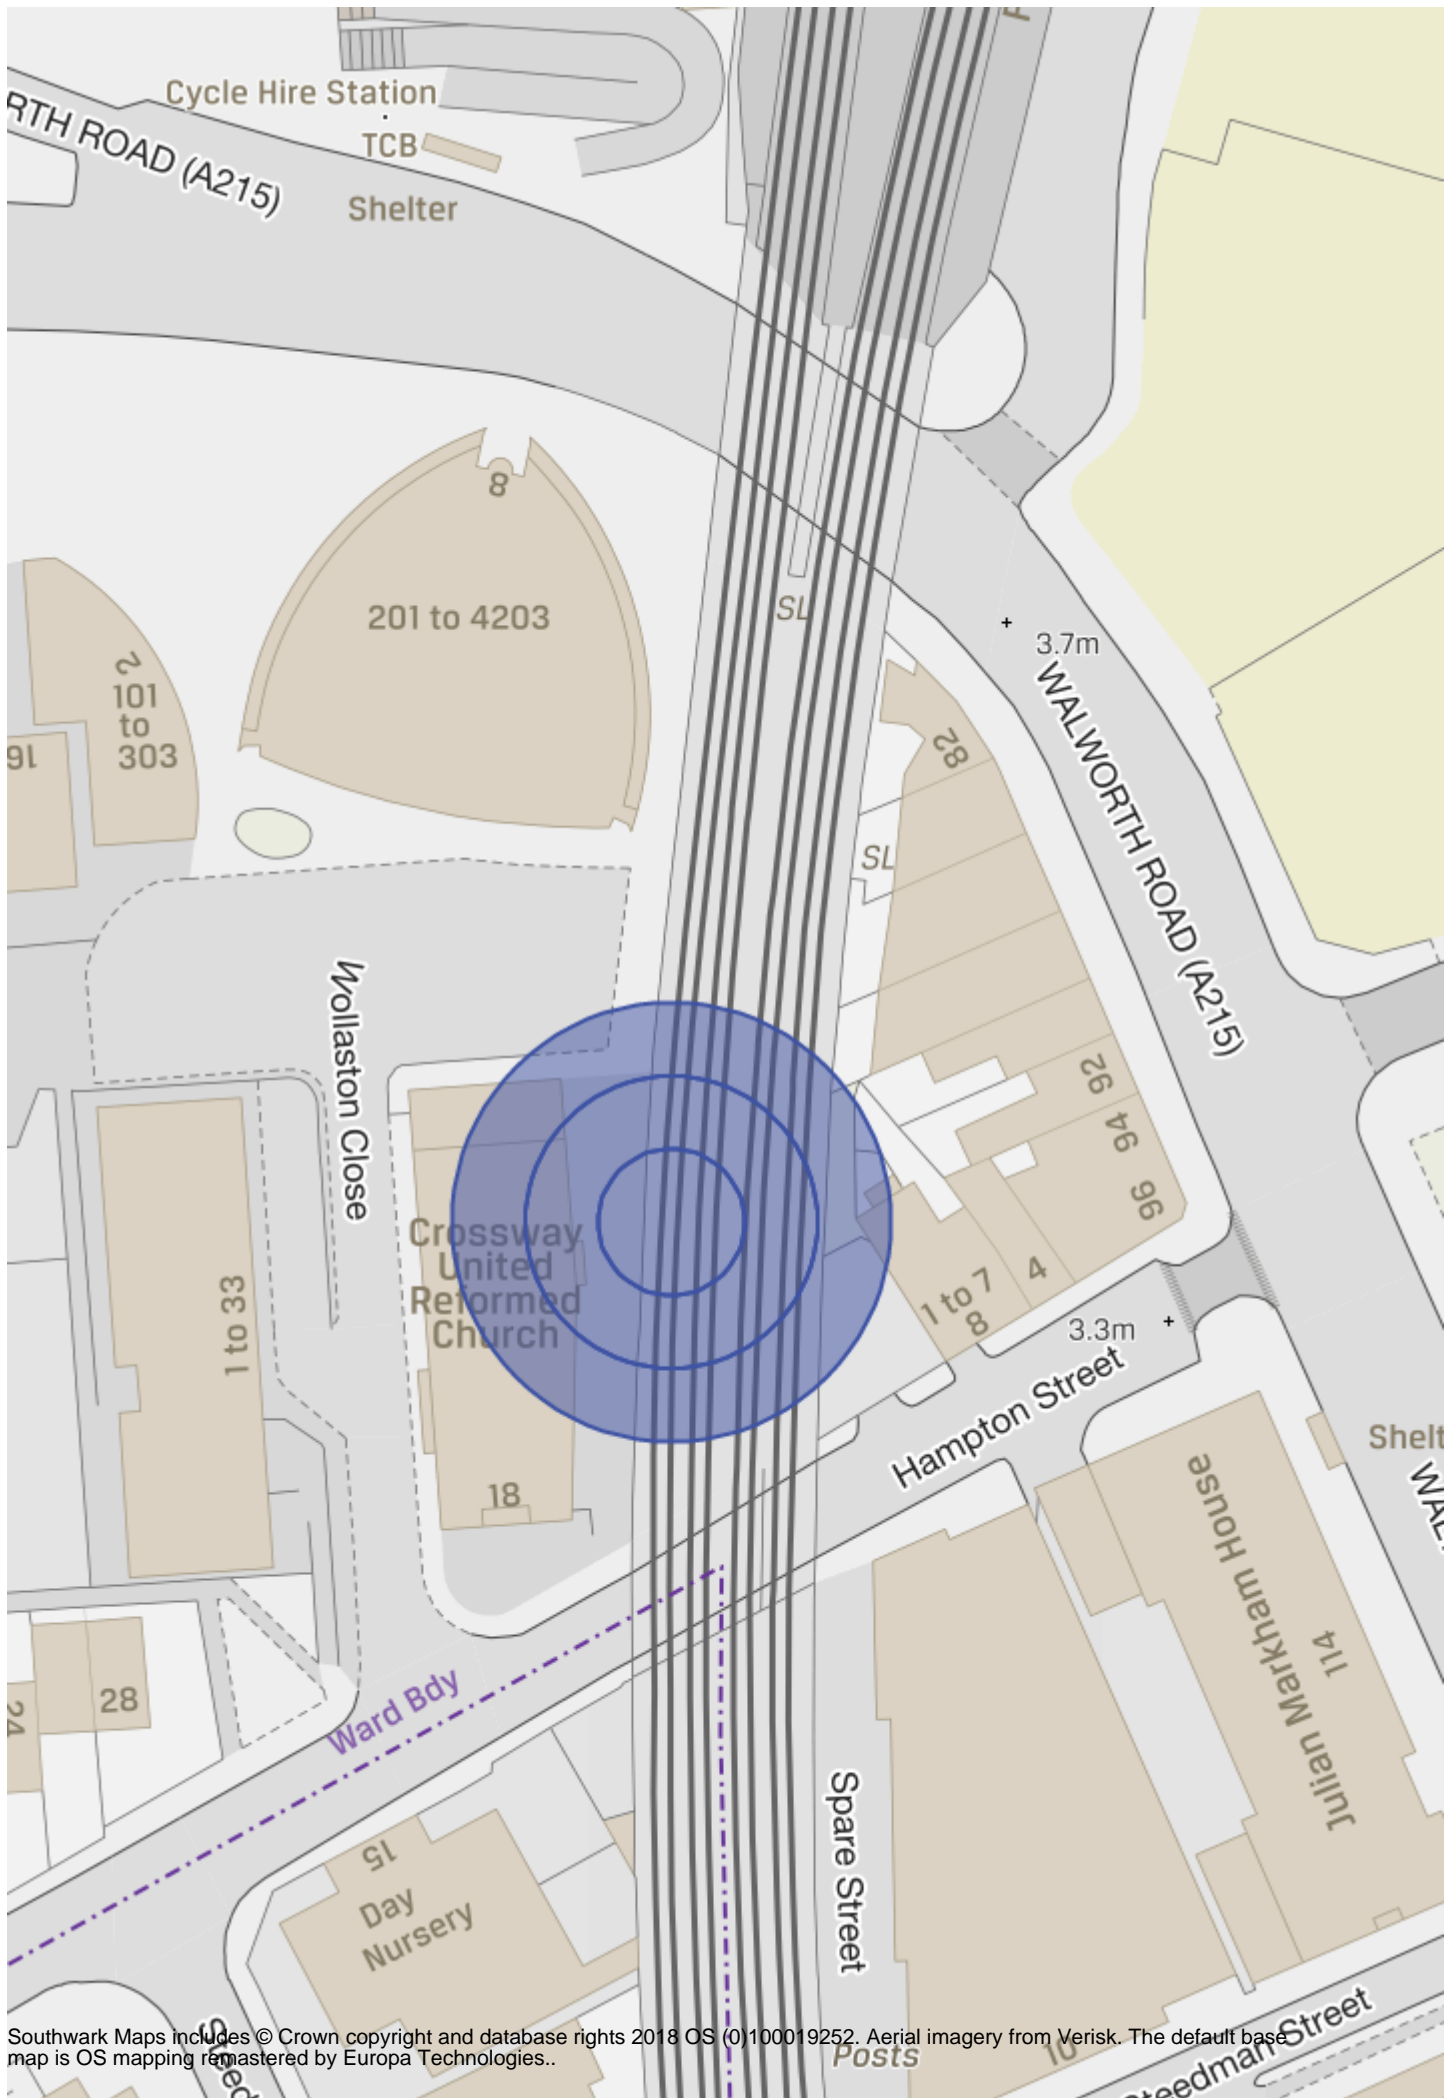 Cycle Hire Station
TCB
Shelter
RTH ROAD (A215)
8
201 to 4203
SL
3.7m
2
101
to
303
82
WALWORTH ROAD (A215)
SL
Wollaston Close
92
94
96
Crossway
United
Reformed
Church
1 to 33
4
1 to 7
8
3.3m
Hampton Street
Shelt
18
Julian Markham House
114
28
24
Ward Bdy
Spare Street
15
Day
Nursery
Steedman Street
10
Posts
Steed
Southwark Maps includes © Crown copyright and database rights 2018 OS (0)100019252. Aerial imagery from Verisk. The default base
map is OS mapping remastered by Europa Technologies..